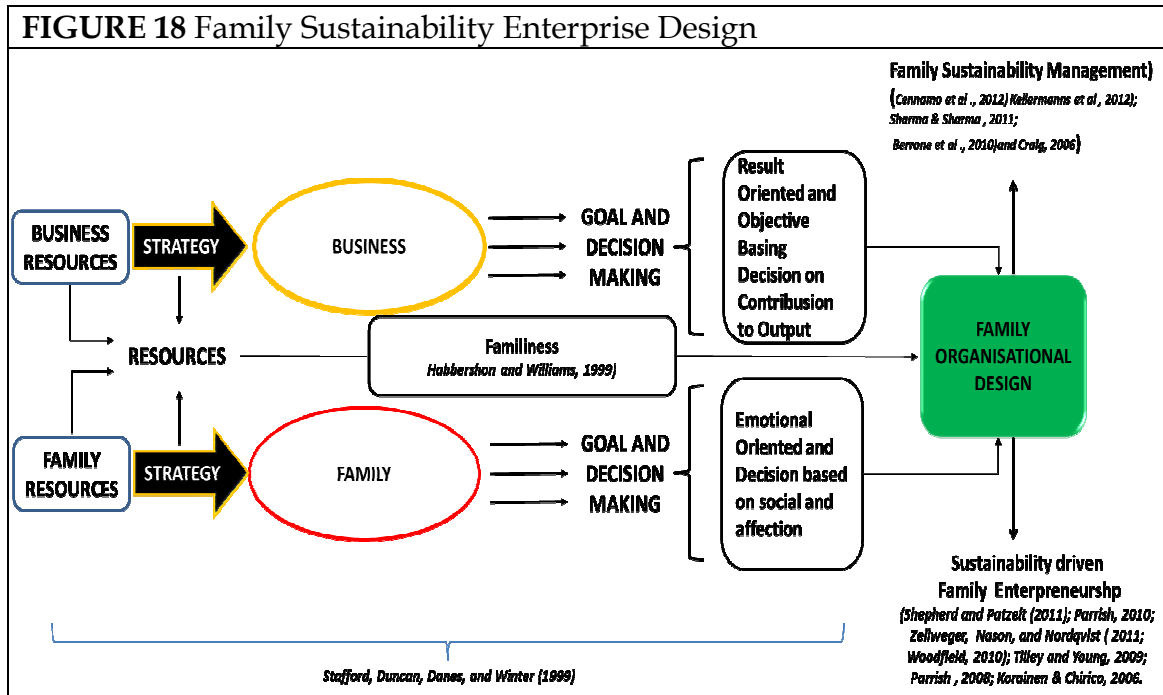 FIGURE 18 Family Sustainability Enterprise Design
Family Sustainability Management)
(Cennamo et al ., 2012) Kellermanns et al , 2012);
Sharma & Sharma , 2011;
Berrone et al ., 2010)and Craig, 2006)
BUSINESS
RESOURCES
STRATEGY
BUSINESS
GOAL AND
DECISION
MAKING
Result
Oriented and
Objective
Basing
Decision on
Contribusion
to Output
RESOURCES
Familiness
Habbershon and Williams, 1999)
FAMILY
ORGANISATIONAL
DESIGN
FAMILY
RESOURCES
STRATEGY
FAMILY
GOAL AND
DECISION
MAKING
Emotional
Oriented and
Decision based
on social and
affection
Sustainability driven
Family Enterpreneurshp
(Shepherd and Patzelt (2011); Parrish, 2010;
Zellweger, Nason, and Nordqvist ( 2011;
Woodfield, 2010); Tilley and Young, 2009;
Parrish , 2008; Korainen & Chirico, 2006.
Stafford, Duncan, Danes, and Winter (1999)